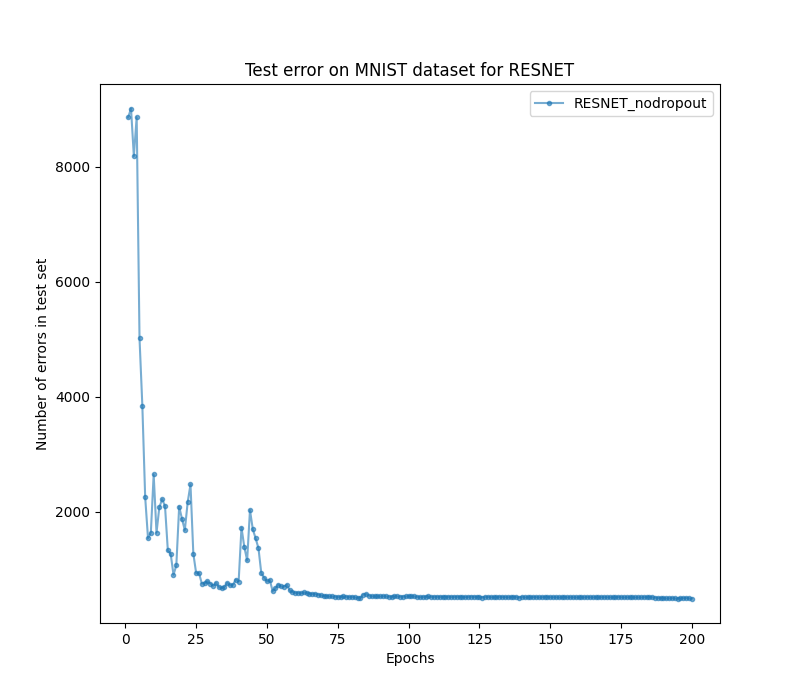 Test error on MNIST dataset for RESNET
RESNET_nodropout
8000
6000
4000
2000
Number of errors in test set
0 25 50 75 100 125 150 175 200
Epochs